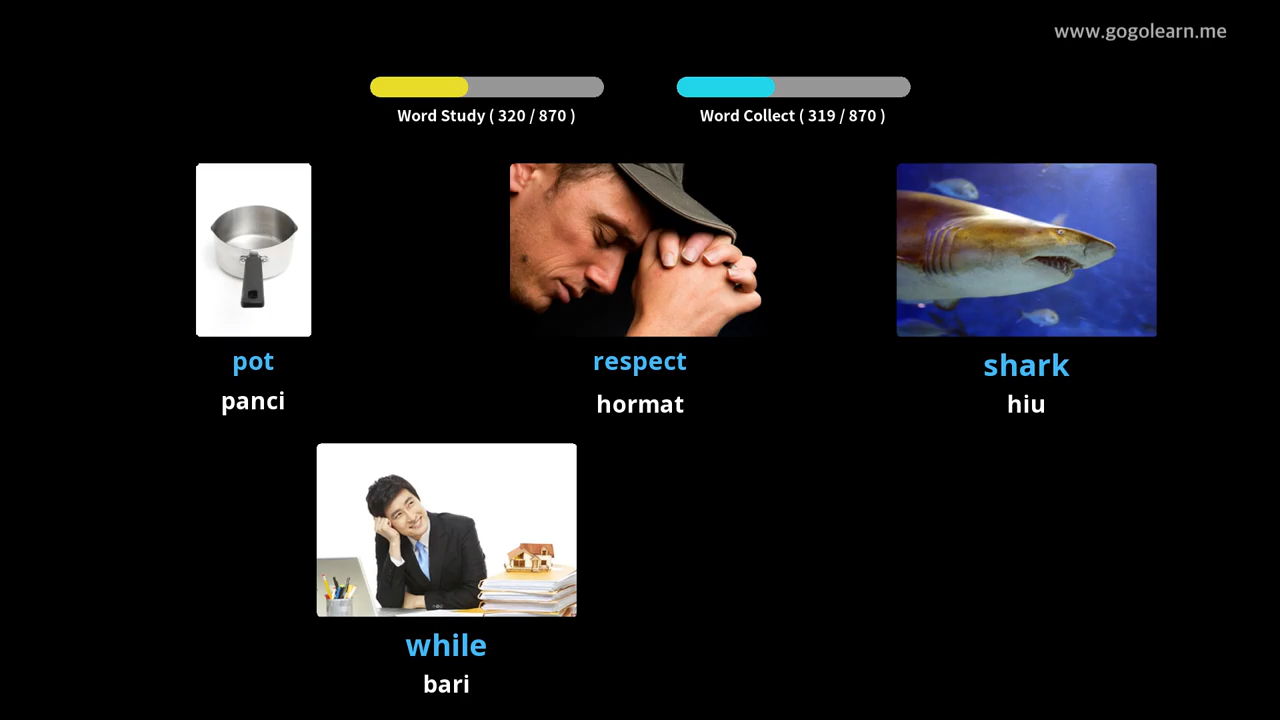 www.gogolearn.me
Word Study ( 320 / 870 )
Word Collect ( 319 / 870 )
pot
panci
respect
hormat
shark
hiu
while
bari